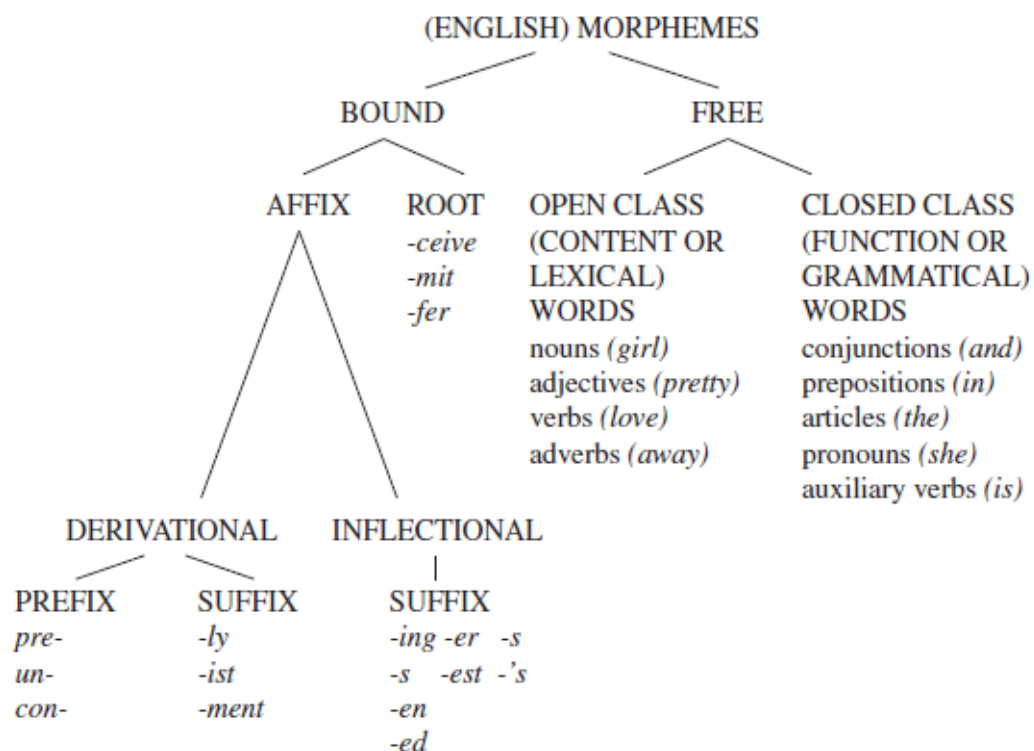 (ENGLISH) MORPHEMES
BOUND
FREE
AFFIX
ROOT
-ceive
-mit
-fer
OPEN CLASS
(CONTENT OR
LEXICAL)
WORDS
nouns (girl)
adjectives (pretty)
verbs (love)
adverbs (away)
CLOSED CLASS
(FUNCTION OR
GRAMMATICAL)
WORDS
conjunctions (and)
prepositions (in)
articles (the)
pronouns (she)
auxiliary verbs (is)
DERIVATIONAL
INFLECTIONAL
PREFIX
pre-
un-
con-
SUFFIX
-ly
-ist
-ment
SUFFIX
-ing -er -s
-s -est -'s
-en
-ed